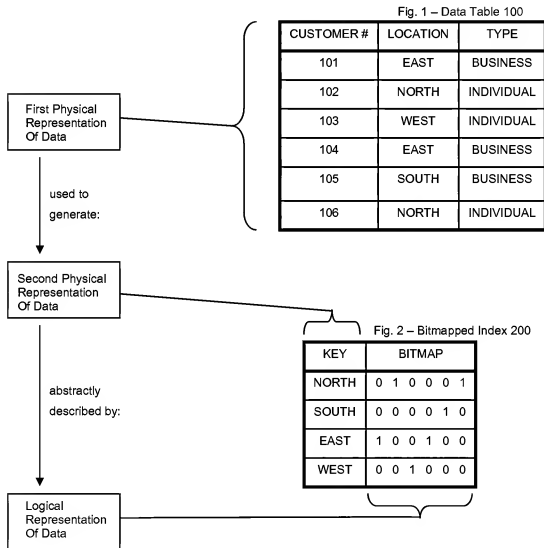 Fig. 1 – Data Table 100
CUSTOMER # LOCATION TYPE
101 EAST BUSINESS
102 NORTH INDIVIDUAL
103 WEST INDIVIDUAL
104 EAST BUSINESS
105 SOUTH BUSINESS
106 NORTH INDIVIDUAL
First Physical
Representation
Of Data
used to
generate:
Second Physical
Representation
Of Data
Fig. 2 – Bitmapped Index 200
KEY BITMAP
NORTH 0 1 0 0 0 1
SOUTH 0 0 0 0 1 0
EAST 1 0 0 1 0 0
WEST 0 0 1 0 0 0
abstractly
described by:
Logical
Representation
Of Data